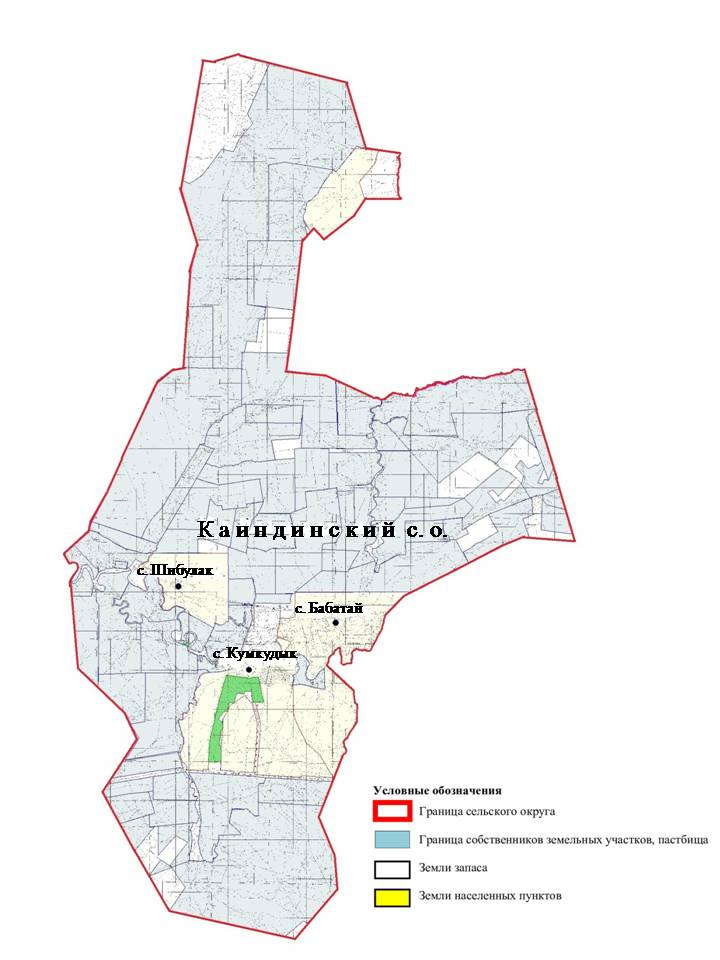 Каиндинский с. о.
с. Шибулак
с. Бабатай
с. Кумкудык
Условные обозначения
Граница сельского округа
Граница собственников земельных участков, пастбища
Земли запаса
Земли населенных пунктов